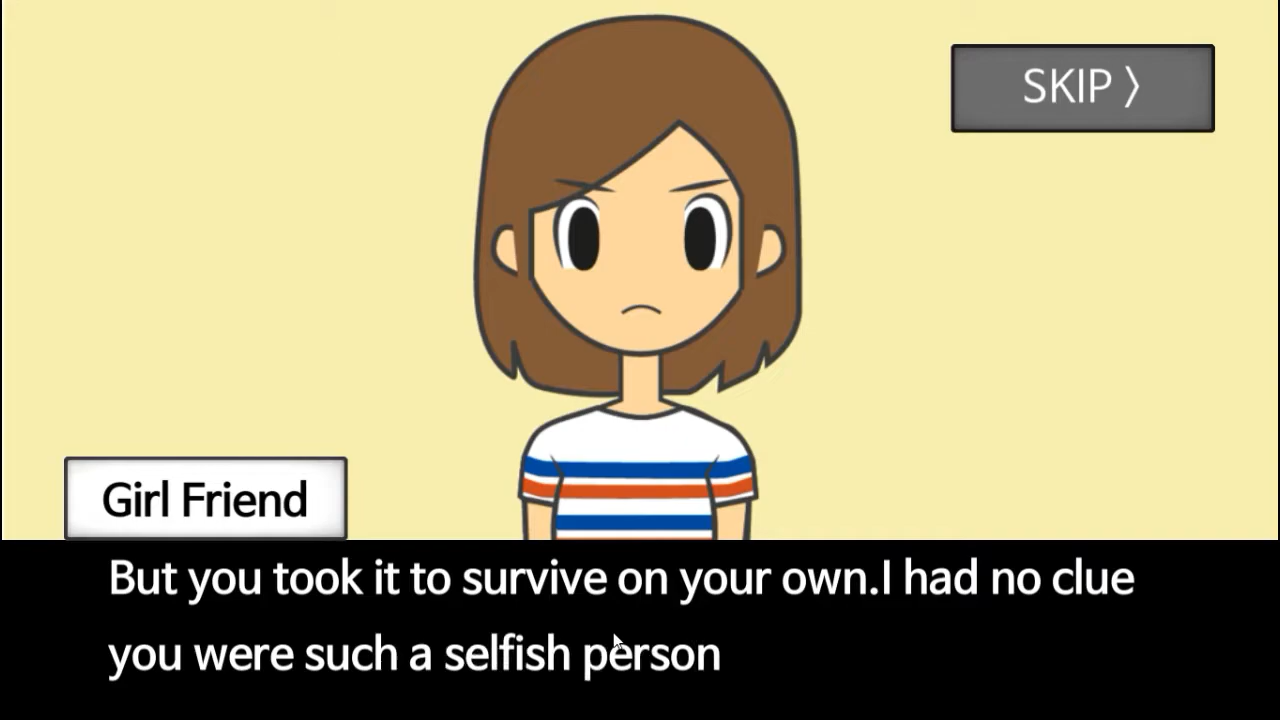 SKIP 〉
Girl Friend
But you took it to survive on your own.I had no clue
you were such a selfish person